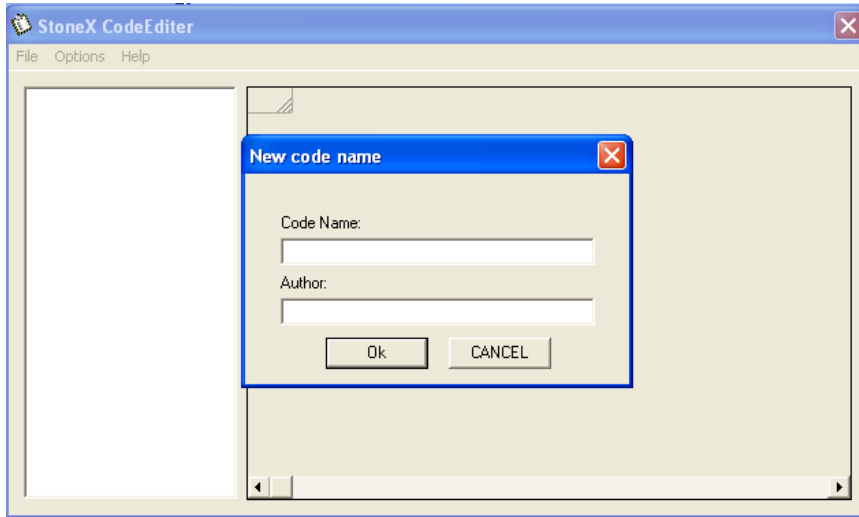 StoneX CodeEditer
File Options Help
New code name
Code Name:
Author:
Ok CANCEL